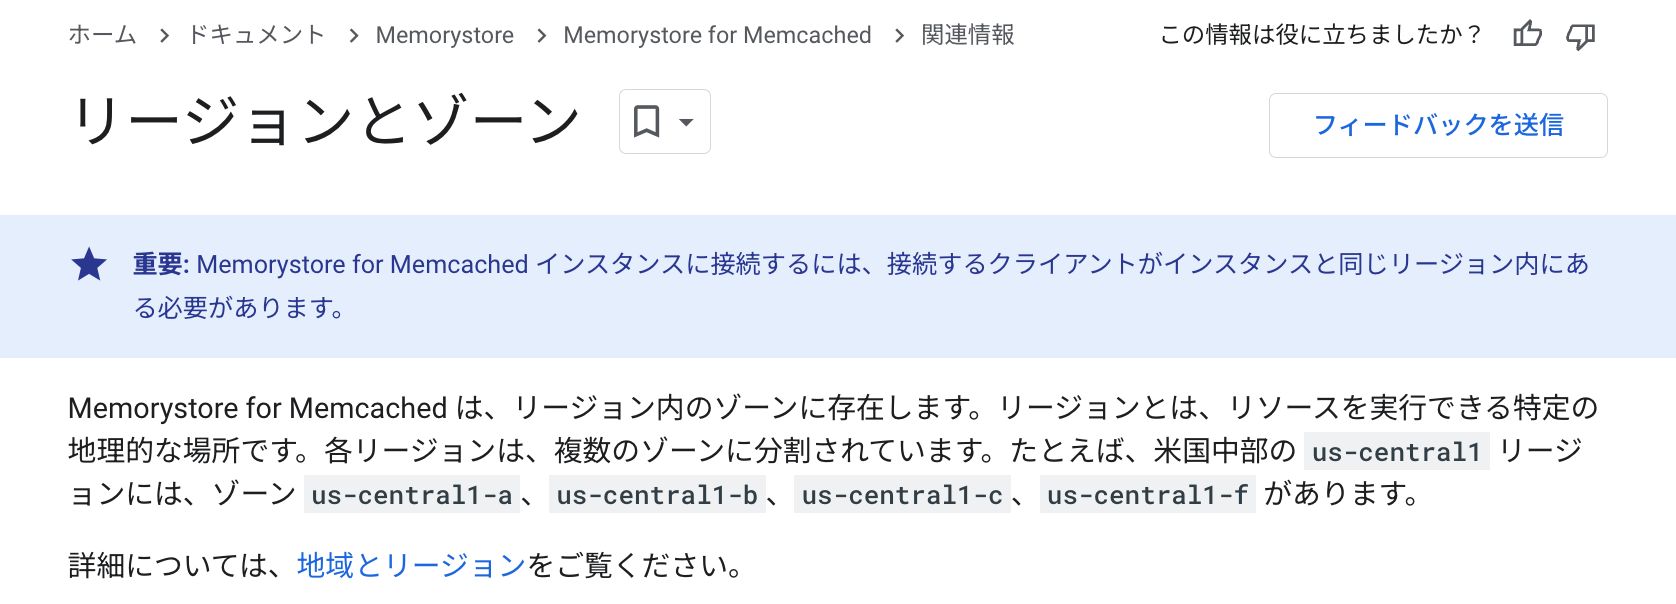 ホーム > ドキュメント > Memorystore > Memorystore for Memcached > 関連情報
この情報は役に立ちましたか？
リージョンとゾーン
フィードバックを送信
重要: Memorystore for Memcached インスタンスに接続するには、接続するクライアントがインスタンスと同じリージョン内にあ
る必要があります。
Memorystore for Memcached は、リージョン内のゾーンに存在します。リージョンとは、リソースを実行できる特定の
地理的な場所です。各リージョンは、複数のゾーンに分割されています。たとえば、米国中部の us-central1 リージ
ョンには、ゾーン us-central1-a、us-central1-b、us-central1-c、us-central1-f があります。
詳細については、地域とリージョンをご覧ください。